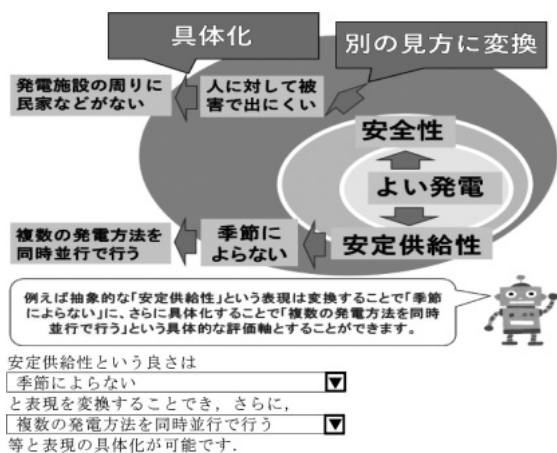 具体化
別の見方に変換
発電施設の周りに
民家などがない
人に対して被
害で出にくい
安全性
よい発電
複数の発電方法を
同時並行で行う
季節に
よらない
安定供給性
例えば抽象的な「安定供給性」という表現は変換することで「季節
によらない」に、さらに具体化することで「複数の発電方法を同時
並行で行う」という具体的な評価軸とすることができます。
安定供給性という良さは
季節によらない
と表現を変換することでき，さらに，
複数の発電方法を同時並行で行う
等と表現の具体化が可能です．